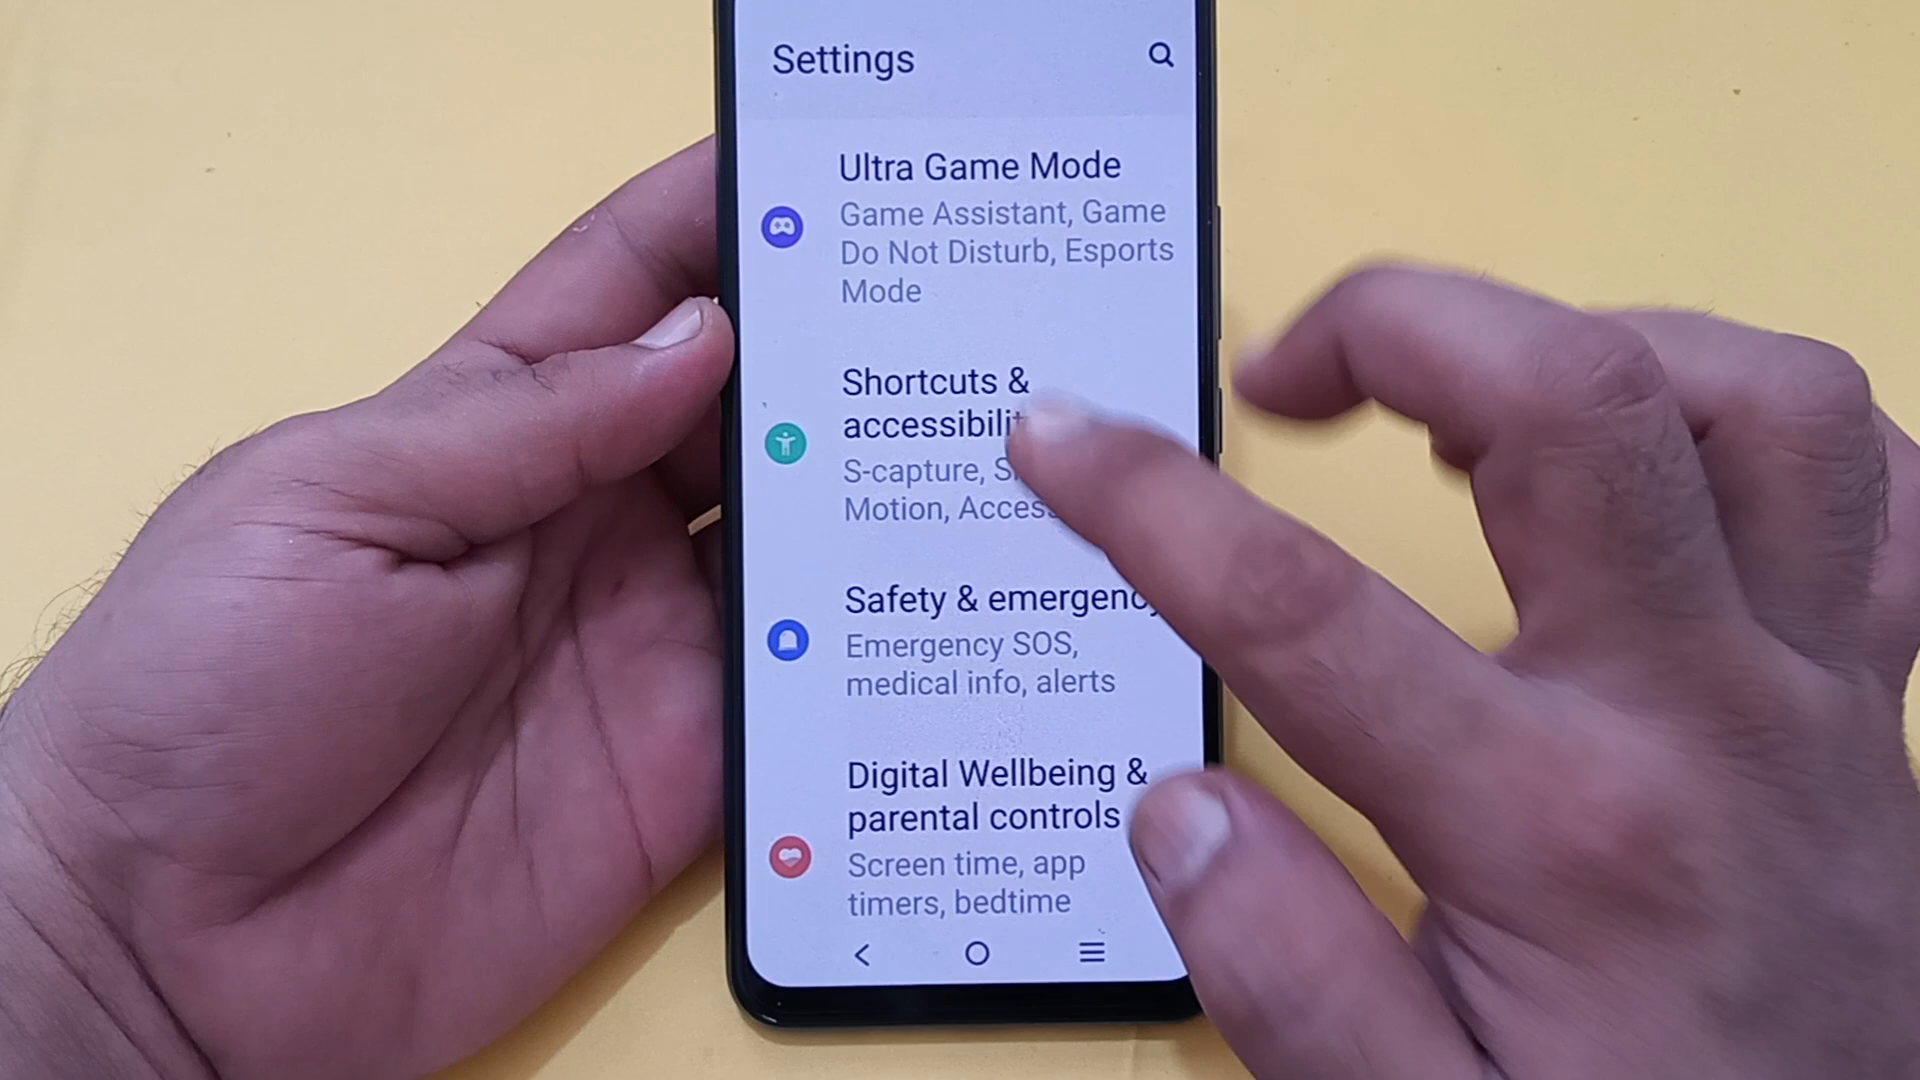 Settings
Ultra Game Mode
Game Assistant, Game
Do Not Disturb, Esports
Mode
Shortcuts &
S-capture,
Motion,
Safety & emergency
Emergency SOS,
medical info, alerts
Digital Wellbeing &
parental controls
Screen time, app
timers, bedtime